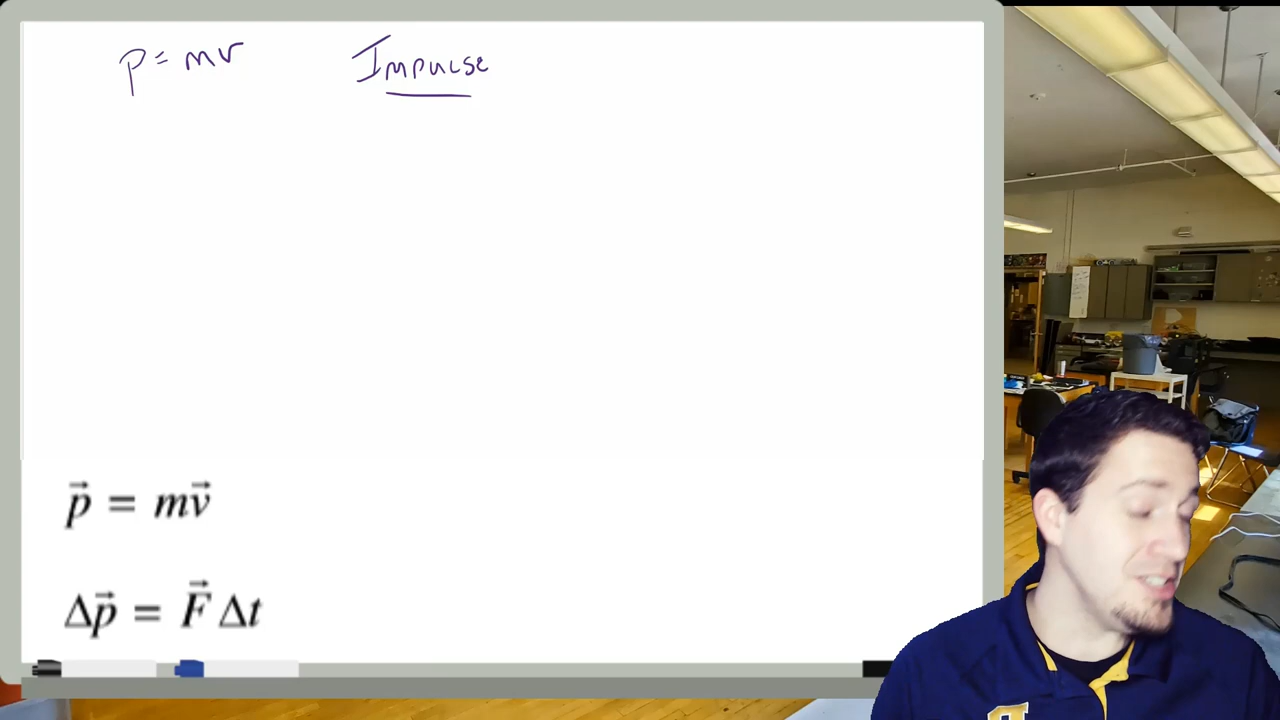 p = mv Impulse
p⃗ = mv⃗
Δp⃗ = F⃗ Δt